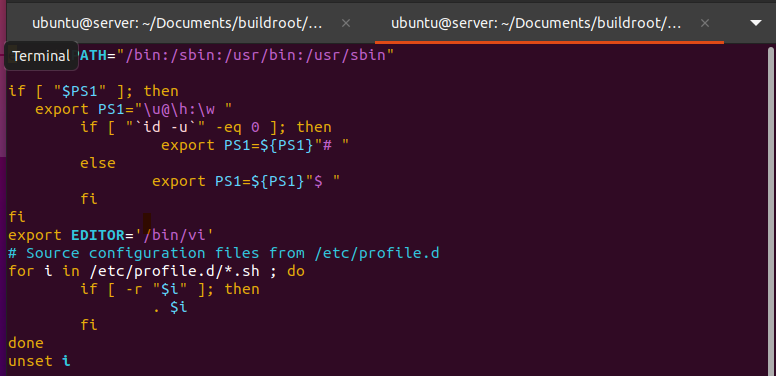 ubuntu@server: ~/Documents/buildroot/... × ubuntu@server: ~/Documents/buildroot/... ×
Terminal PATH="/bin:/sbin:/usr/bin:/usr/sbin"
if [ "$PS1" ]; then
   export PS1="\u@\h:\w "
        if [ "`id -u`" -eq 0 ]; then
                 export PS1=${PS1}"# "
        else
                export PS1=${PS1}"$ "
        fi
fi
export EDITOR='/bin/vi'
# Source configuration files from /etc/profile.d
for i in /etc/profile.d/*.sh ; do
        if [ -r "$i" ]; then
                . $i
        fi
done
unset i